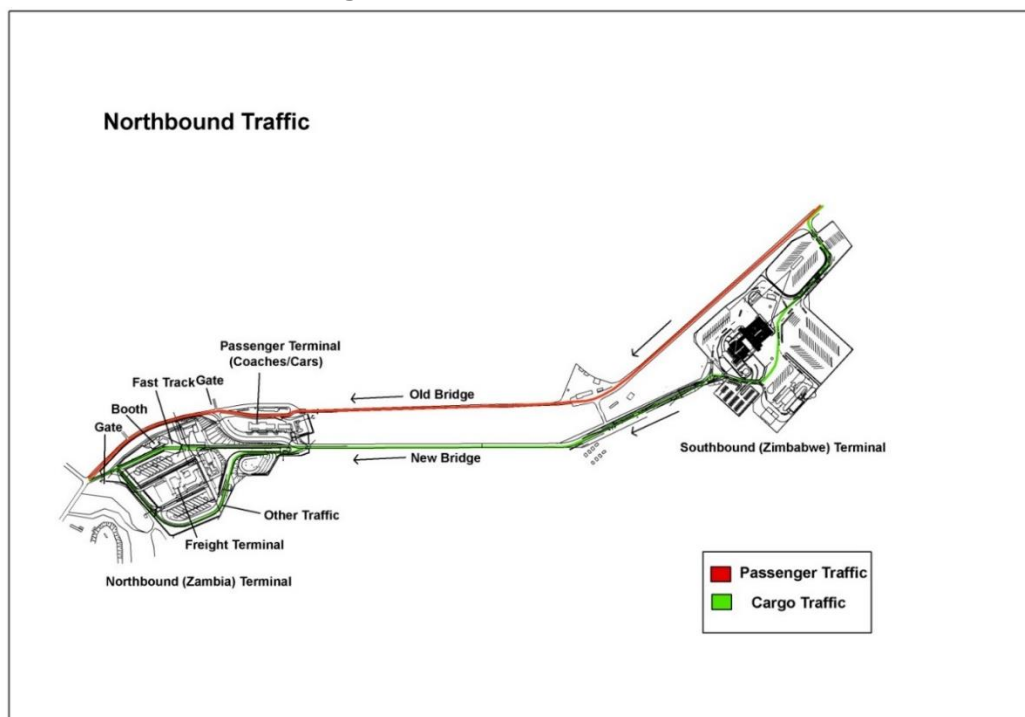 Northbound Traffic
Passenger Terminal
(Coaches/Cars)
Fast Track
Gate
Old Bridge
Booth
Gate
New Bridge
Southbound (Zimbabwe) Terminal
Other Traffic
Freight Terminal
Northbound (Zambia) Terminal
Passenger Traffic
Cargo Traffic